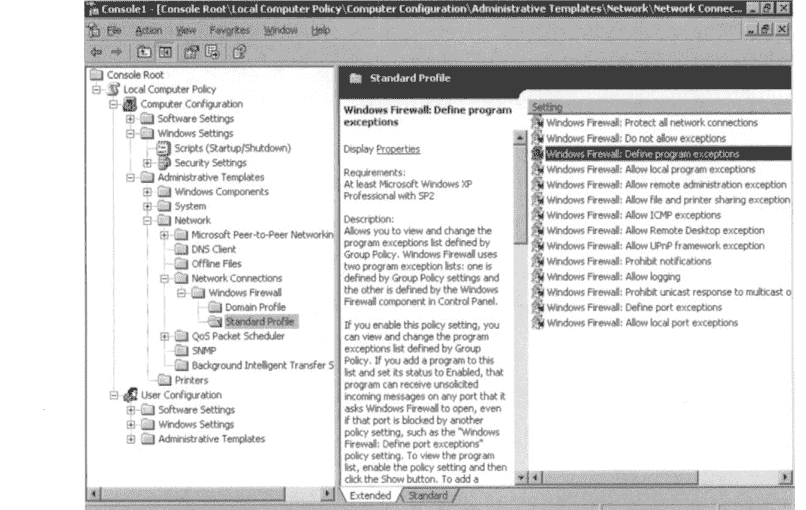 Console1 - [Console Root\Local Computer Policy\Computer Configuration\Administrative Templates\Network\Network Connec...
File Action View Favorites Window Help
Console Root
Local Computer Policy
Computer Configuration
Software Settings
Windows Settings
Scripts (Startup/Shutdown)
Security Settings
Administrative Templates
Windows Components
System
Network
Microsoft Peer-to-Peer Networkin
DNS Client
Offline Files
Network Connections
Windows Firewall
Domain Profile
Standard Profile
QoS Packet Scheduler
SNMP
Background Intelligent Transfer S
Printers
User Configuration
Software Settings
Windows Settings
Administrative Templates
Standard Profile
Windows Firewall: Define program
exceptions
Display Properties
Requirements:
At least Microsoft Windows XP
Professional with SP2
Description:
Allows you to view and change the
program exceptions list defined by
Group Policy. Windows Firewall uses
two program exception lists: one is
defined by Group Policy settings and
the other is defined by the Windows
Firewall component in Control Panel.
If you enable this policy setting, you
can view and change the program
exceptions list defined by Group
Policy. If you add a program to this
list and set its status to Enabled, that
program can receive unsolicited
incoming messages on any port that it
asks Windows Firewall to open, even
if that port is blocked by another
policy setting, such as the "Windows
Firewall: Define port exceptions"
policy setting. To view the program
list, enable the policy setting and then
click the Show button. To add a
Setting
Windows Firewall: Protect all network connections
Windows Firewall: Do not allow exceptions
Windows Firewall: Define program exceptions
Windows Firewall: Allow local program exceptions
Windows Firewall: Allow remote administration exception
Windows Firewall: Allow file and printer sharing exception
Windows Firewall: Allow ICMP exceptions
Windows Firewall: Allow Remote Desktop exception
Windows Firewall: Allow UPnP framework exception
Windows Firewall: Prohibit notifications
Windows Firewall: Allow logging
Windows Firewall: Prohibit unicast response to multicast o
Windows Firewall: Define port exceptions
Windows Firewall: Allow local port exceptions
Extended Standard